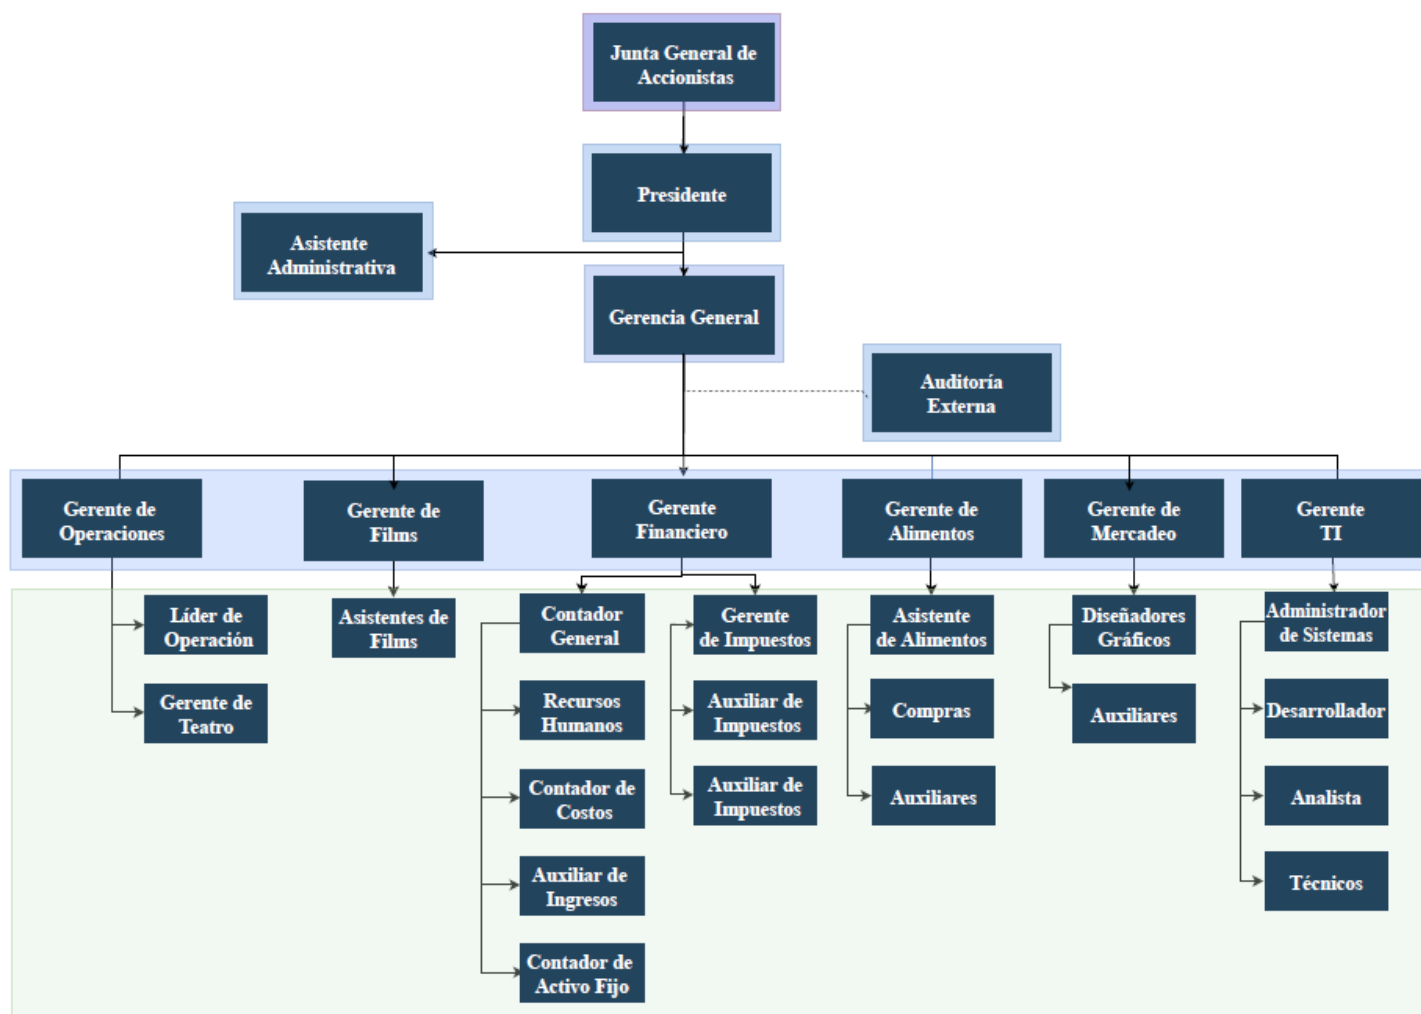 Junta General de
Accionistas
Presidente
Asistente
Administrativa
Gerencia General
Auditoría
Externa
Gerente de
Operaciones
Gerente de
Films
Gerente
Financiero
Gerente de
Alimentos
Gerente de
Mercadeo
Gerente
TI
Líder de
Operación
Gerente de
Teatro
Asistentes de
Films
Contador
General
Recursos
Humanos
Contador de
Costos
Auxiliar de
Ingresos
Contador de
Activo Fijo
Gerente
de Impuestos
Auxiliar de
Impuestos
Auxiliar de
Impuestos
Asistente
de Alimentos
Compras
Auxiliares
Diseñadores
Gráficos
Auxiliares
Administrador
de Sistemas
Desarrollador
Analista
Técnicos